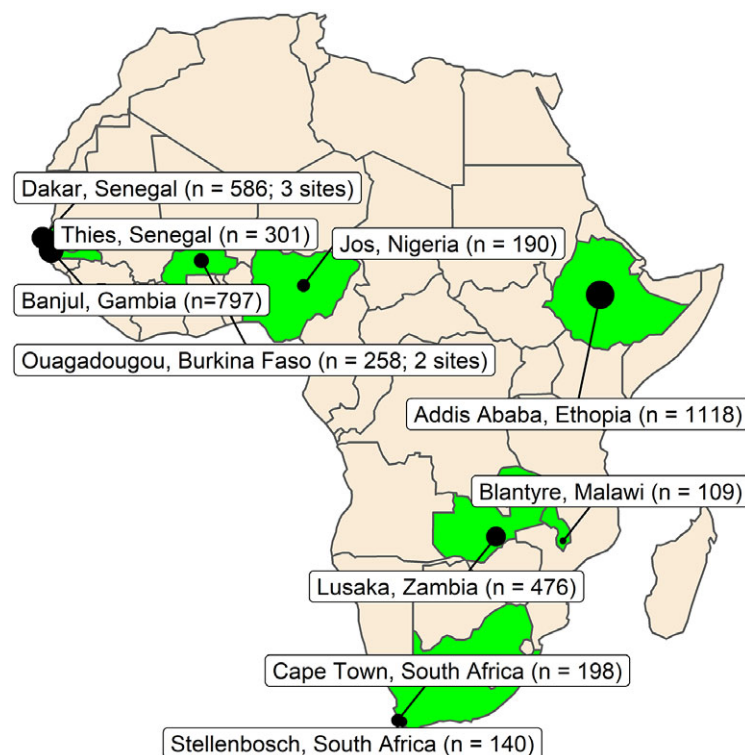 Dakar, Senegal (n = 586; 3 sites)
Thies, Senegal (n = 301)
Jos, Nigeria (n = 190)
Banjul, Gambia (n=797)
Ouagadougou, Burkina Faso (n = 258; 2 sites)
Addis Ababa, Ethopia (n = 1118)
Blantyre, Malawi (n = 109)
Lusaka, Zambia (n = 476)
Cape Town, South Africa (n = 198)
Stellenbosch, South Africa (n = 140)